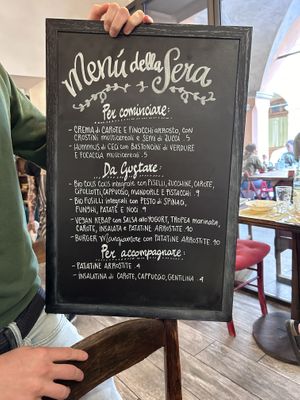 Menú della Sera
Per cominciare:
- CREMA di CAROTE E FINOCCHI ARROSTO, CON
CROSTINI MULTICEREALI E SEMI DI ZUCCA .5
- HUMMUS DI CECI CON BASTONCINI DI VERDURE
E FOCACCIA MULTICEREALI .5
Da Gustare:
- BIO COUS COUS INTEGRALE CON PISELLI, ZUCCHINE, CAROTE,
CIPOLLOTTI, CAPPUCCIO, MANDORLE E PISTACCHI 9
- BIO FUSILLI INTEGRALI CON PESTO DI SPINACI,
FUNGHI, PATATE E NOCI 9
- VEGAN KEBAP CON SALSA allo YOGURT, TROPEA marinata,
CAROTE, INSALATA E PATATINE ARROSTITE 10
- BURGER Mangiamore CON PATATINE ARROSTITE 10
Per accompagnare:
- PATATINE ARROSTITE .4
- INSALATINA DI CAROTE, CAPPUCCIO, GENTILINA .4